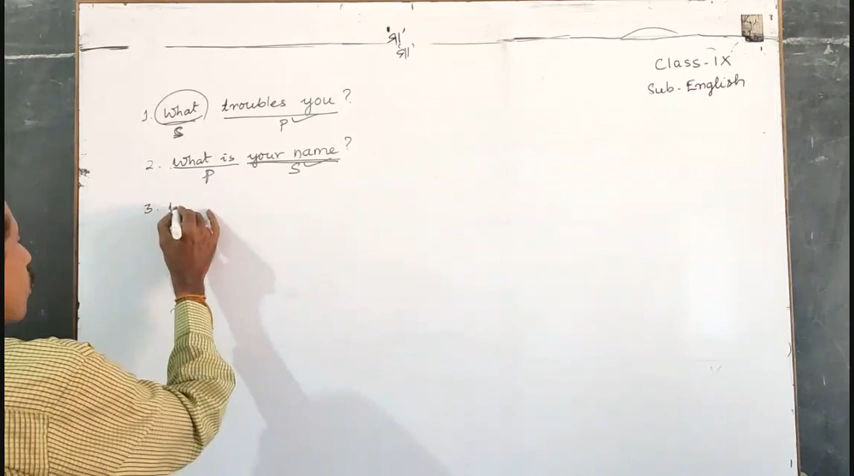 'श्री'
श्री'
Class-IX
Sub-English
1. What troubles you?
S P
2. What is your name?
P S
3.